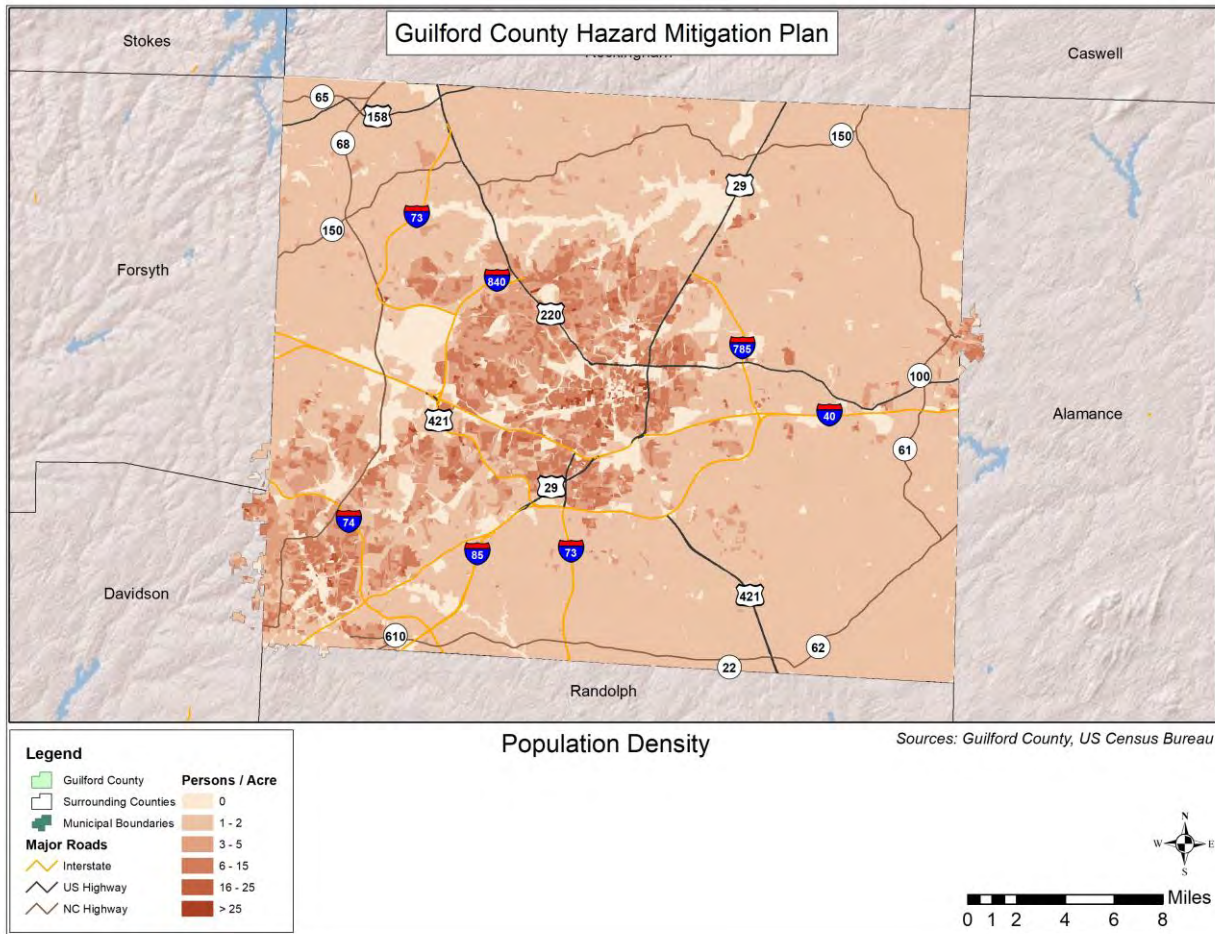 Guilford County Hazard Mitigation Plan
Stokes
Caswell
65
158
68
150
29
73
150
Forsyth
840
220
785
100
421
40
Alamance
61
29
74
85
73
Davidson
421
610
62
22
Randolph
Population Density
Sources: Guilford County, US Census Bureau
Legend
Guilford County
Surrounding Counties
Municipal Boundaries
Major Roads
Interstate
US Highway
NC Highway
Persons / Acre
0
1 - 2
3 - 5
6 - 15
16 - 25
> 25
N
W E
S
Miles
0 1 2 4 6 8